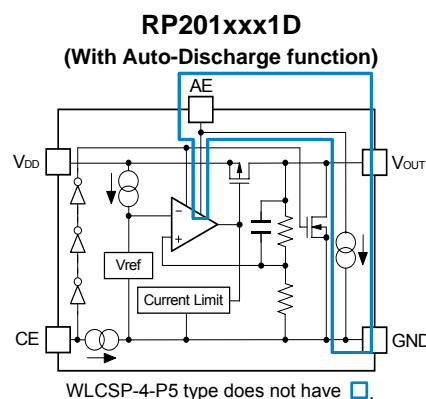 RP201xxx1D
(With Auto-Discharge function)
AE
VDD
VOUT
−
+
Vref
Current Limit
CE
GND
WLCSP-4-P5 type does not have □.